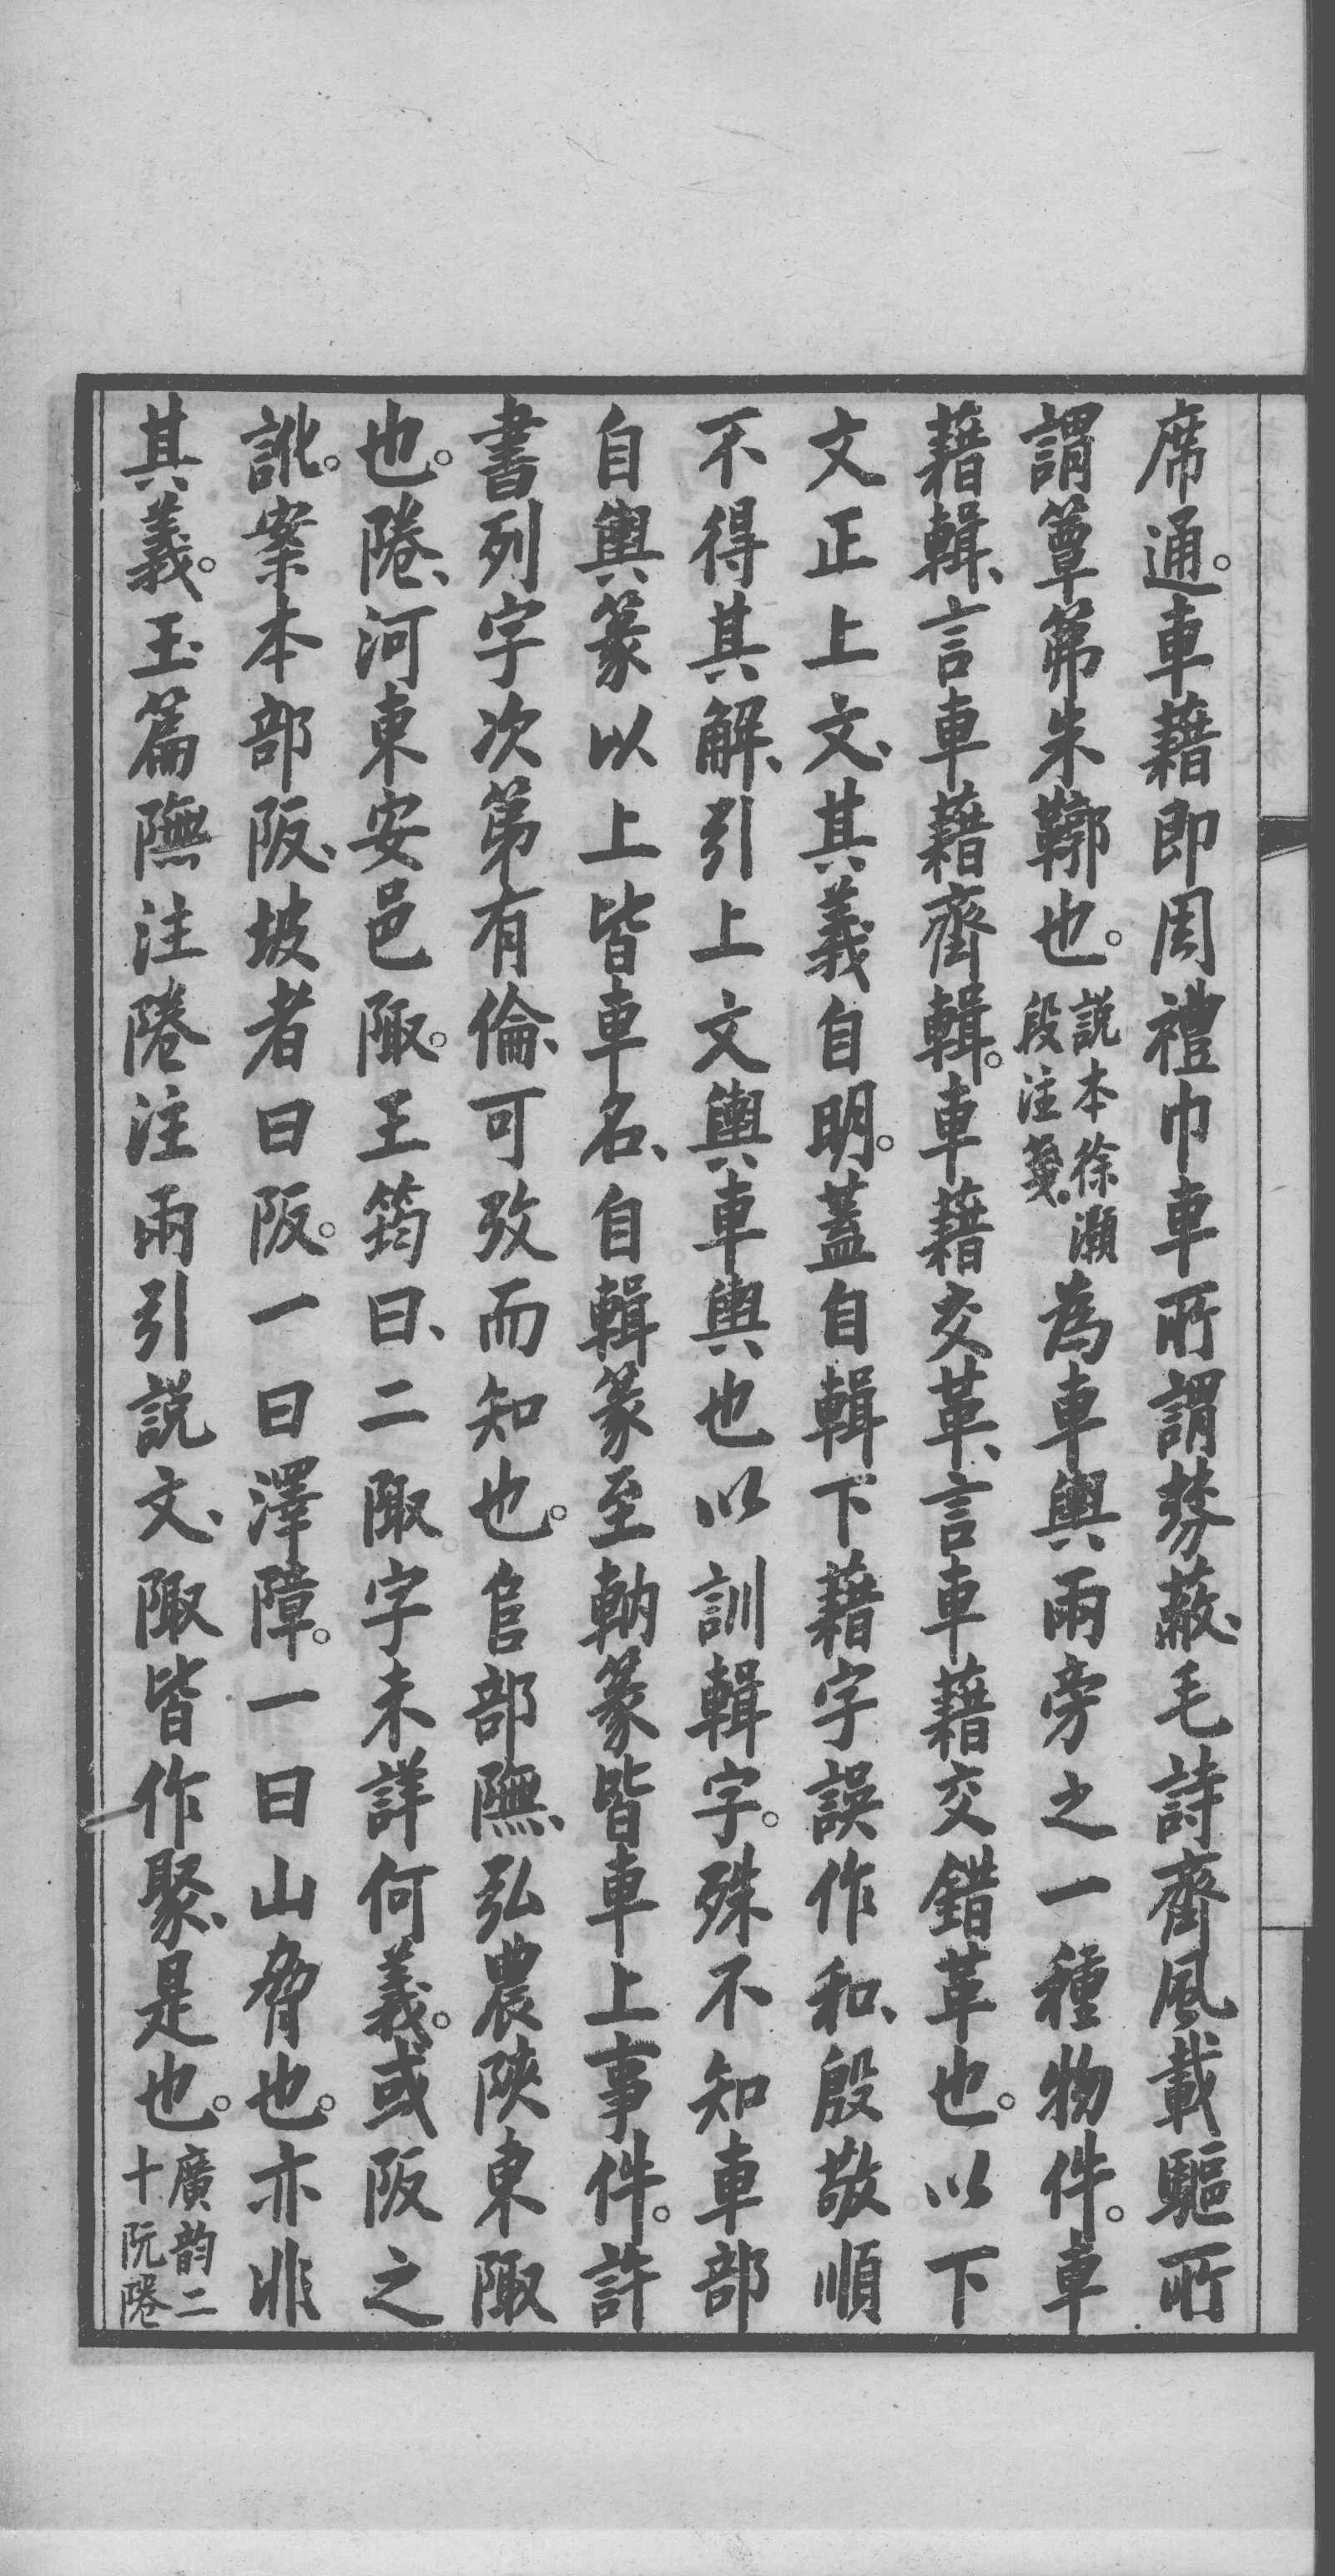 席通。車藉即周禮巾車所謂棼蔽、毛詩齊風載驅所
謂簟笰朱鞹也。說本徐灝段注箋。為車輿兩旁之一種物件。車
藉輯、言車藉齊輯。車藉交革、言車藉交錯革也。以下
文正上文、其義自明。蓋自輯下藉字誤作和、殷敬順
不得其解、引上文輿車輿也以訓輯字。殊不知車部
自輿篆以上皆車名、自輯篆至軜篆皆車上事件。許
書列字次第有倫、可攷而知也。𨸏部隖、弘農陝東陬
也。隆、河東安邑陬。王筠曰、二陬字未詳何義。或阪之
訛。案本部阪、坡者曰阪。一曰澤障。一曰山脅也。亦非
其義。玉篇𨼊注隆注兩引説文、陬皆作聚、是也。廣韵二十阮隆